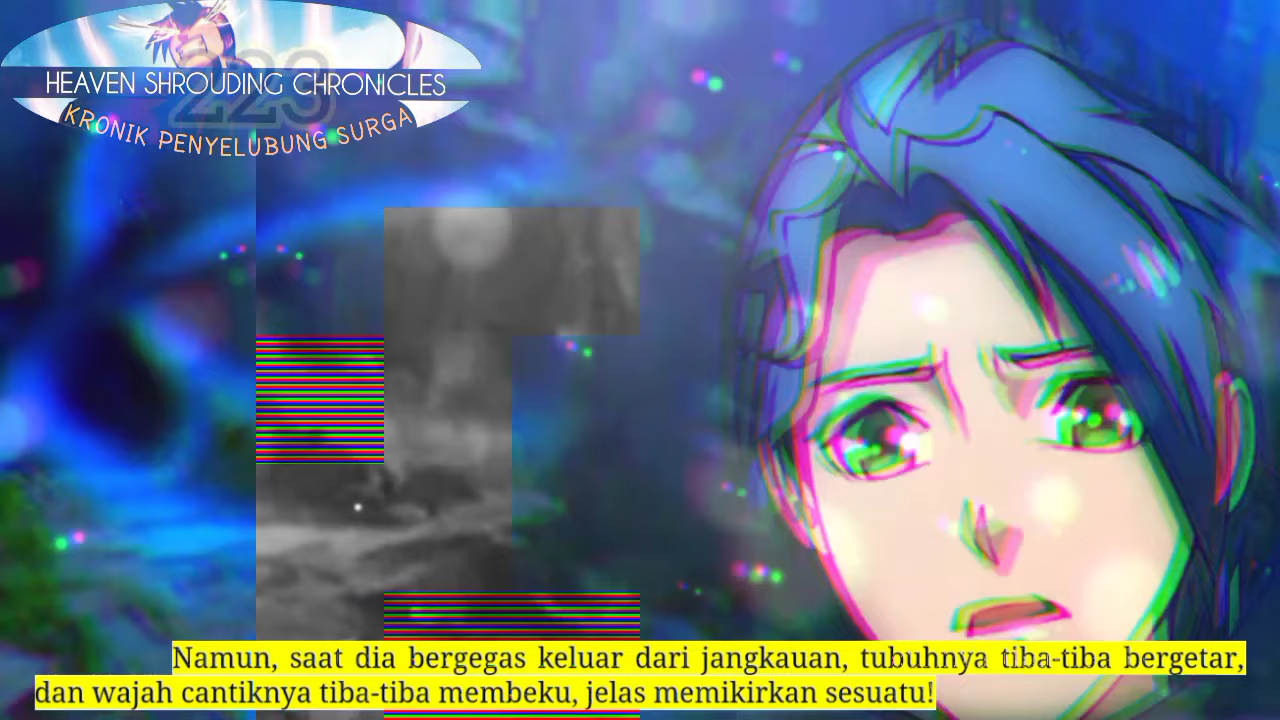 223
HEAVEN SHROUDING CHRONICLES
KRONIK PENYELUBUNG SURGA
Namun, saat dia bergegas keluar dari jangkauan, tubuhnya tiba-tiba bergetar,
dan wajah cantiknya tiba-tiba membeku, jelas memikirkan sesuatu!